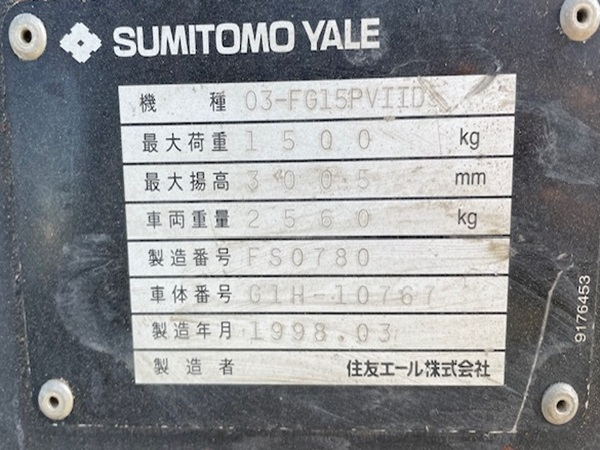 SUMITOMO YALE
機 種 03-FG15PVIIDS
最大荷重 1500 kg
最大揚高 3005 mm
車両重量 2560 kg
製造番号 FS0780
車体番号 G1H-10767
製造年月 1998.03
製造者 住友エール株式会社
9176453